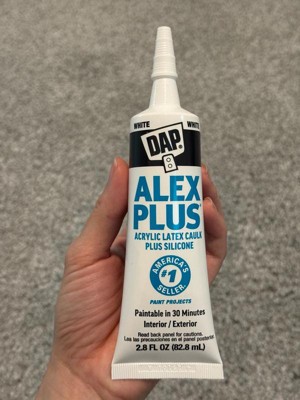 WHITE WHITE
DAP®
ALEX
PLUS®
ACRYLIC LATEX CAULK
PLUS SILICONE
AMERICA'S
#1
SELLER.
PAINT PROJECTS
Paintable in 30 Minutes
Interior / Exterior
Read back panel for cautions.
Lea las precauciones en el panel posterior.
2.8 FL OZ (82.8 mL)